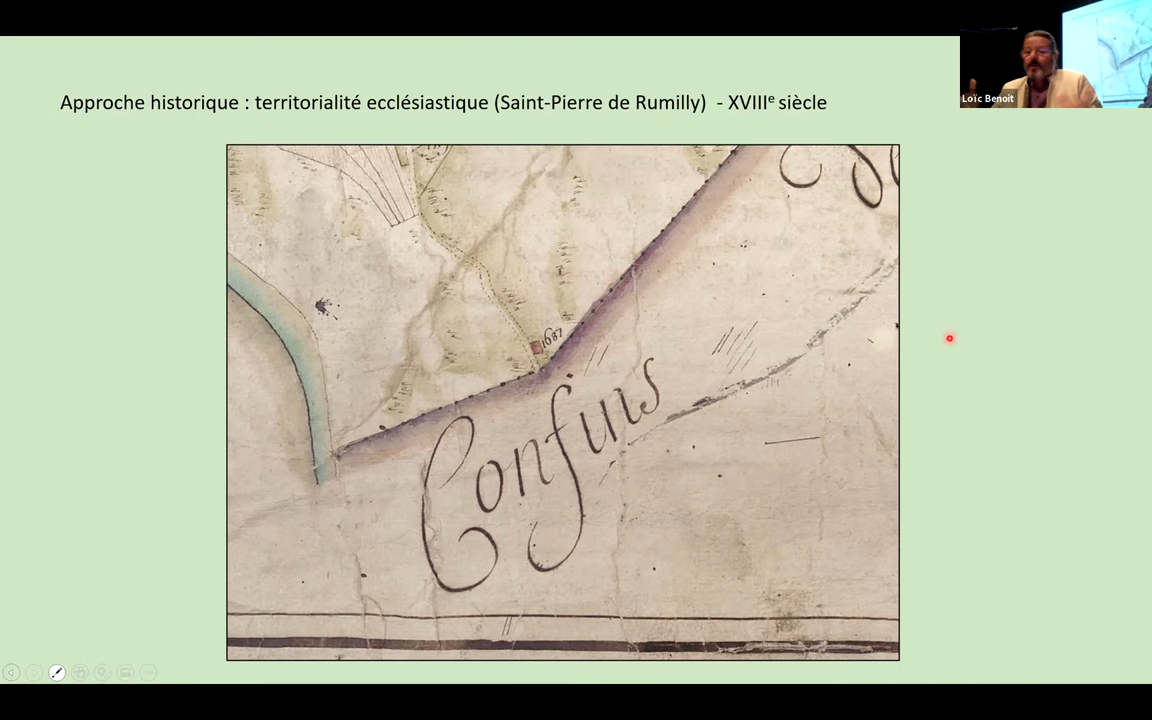 Approche historique : territorialité ecclésiastique (Saint-Pierre de Rumilly) - XVIIIe siècle
Loïc Benoit
1687
Confins